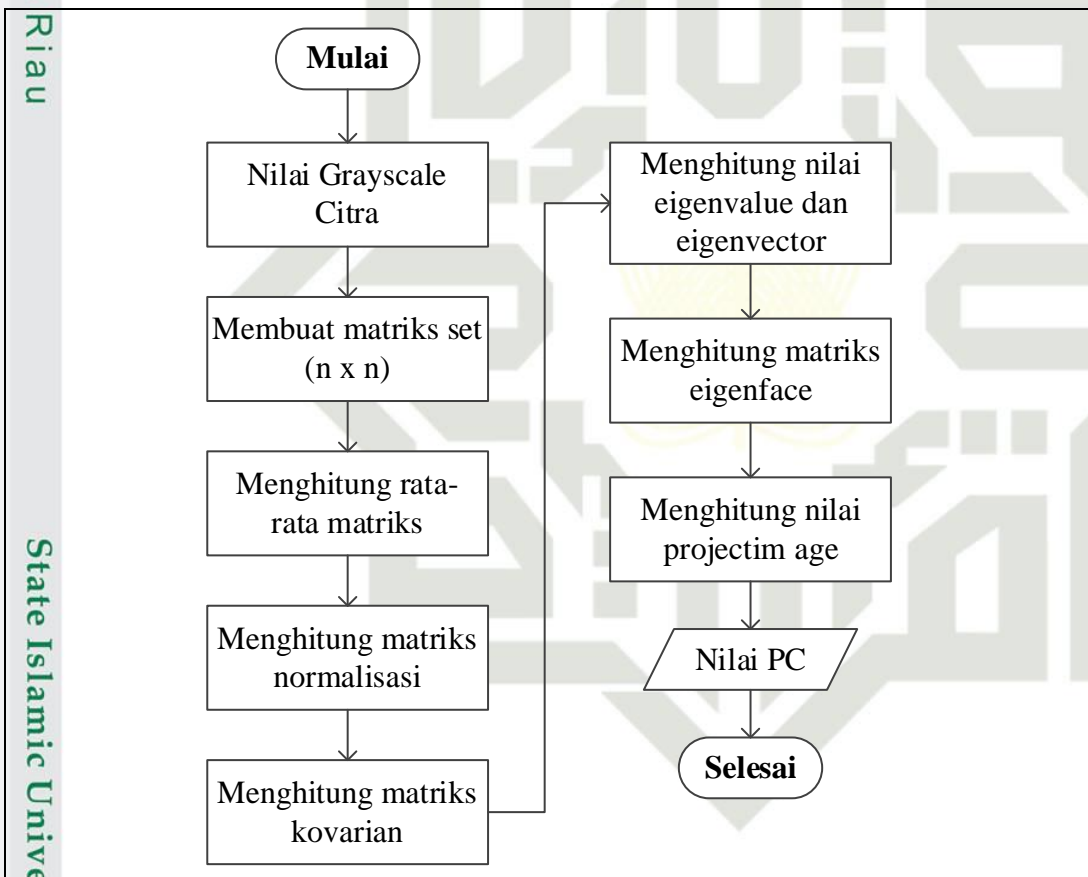 Riau
State Islamic Unive
Mulai
Nilai Grayscale
Citra
Membuat matriks set
(n x n)
Menghitung rata-
rata matriks
Menghitung matriks
normalisasi
Menghitung matriks
kovarian
Menghitung nilai
eigenvalue dan
eigenvector
Menghitung matriks
eigenface
Menghitung nilai
projectim age
Nilai PC
Selesai